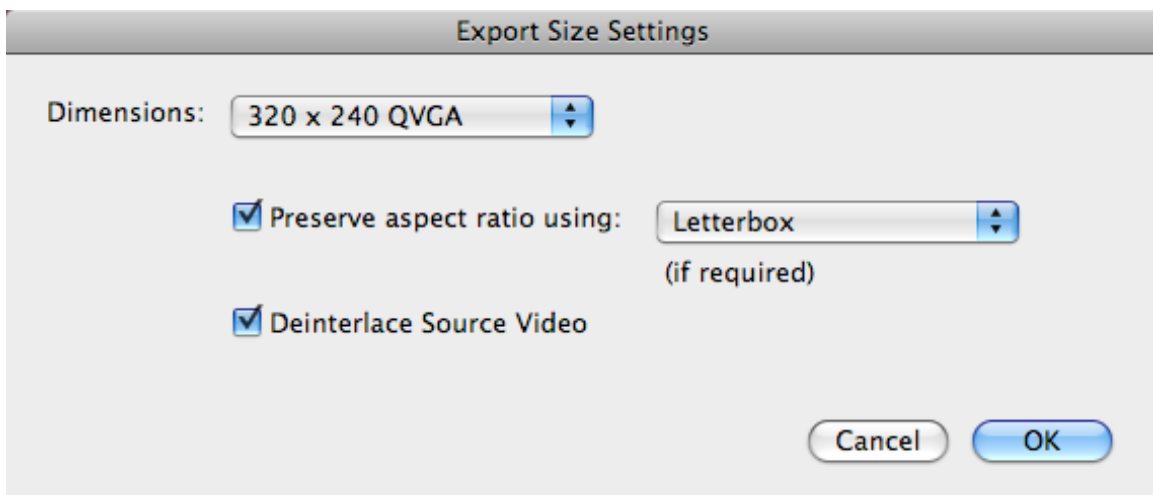 Export Size Settings
Dimensions: 320 x 240 QVGA
Preserve aspect ratio using: Letterbox
(if required)
Deinterlace Source Video
Cancel OK